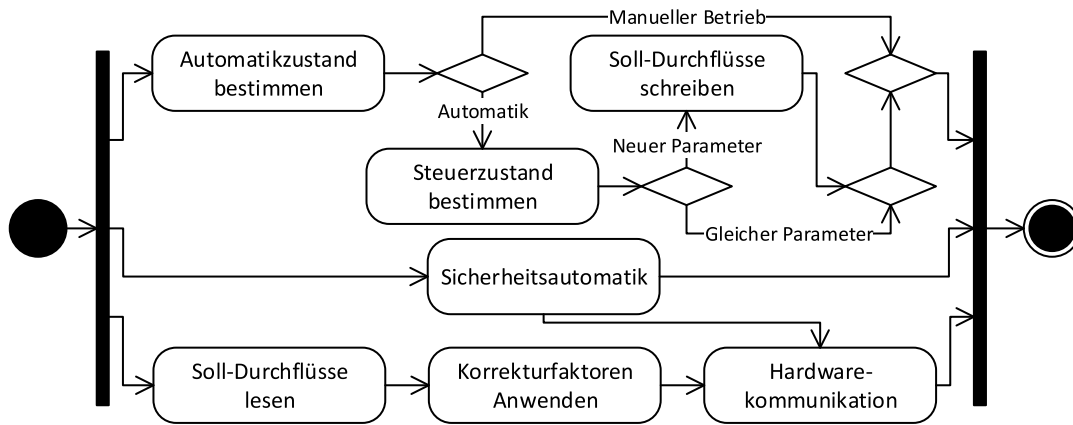 Manueller Betrieb
Automatikzustand
bestimmen
Soll-Durchflüsse
schreiben
Automatik
Neuer Parameter
Steuerzustand
bestimmen
Gleicher Parameter
Sicherheitsautomatik
Soll-Durchflüsse
lesen
Korrekturfaktoren
Anwenden
Hardware-
kommunikation